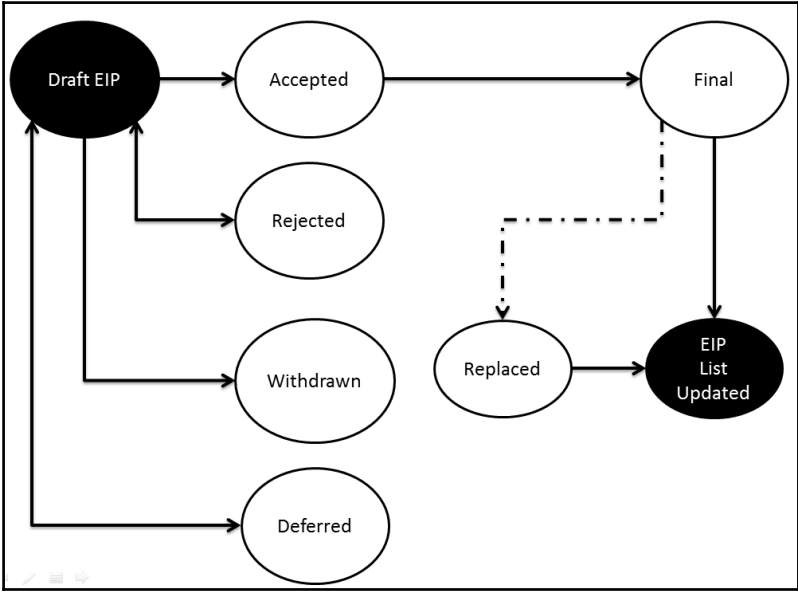 Draft EIP
Accepted
Final
Rejected
Replaced
EIP
List
Updated
Withdrawn
Deferred